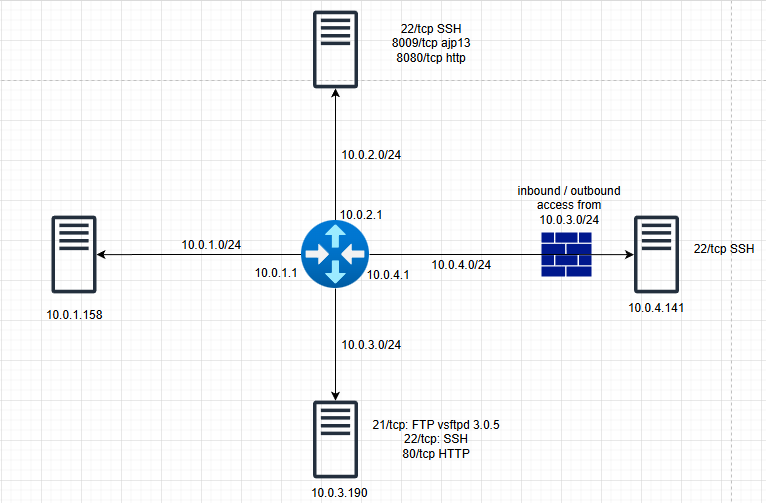 22/tcp SSH
8009/tcp ajp13
8080/tcp http
10.0.2.0/24
inbound / outbound
access from
10.0.3.0/24
10.0.2.1
10.0.1.0/24
22/tcp SSH
10.0.4.0/24
10.0.1.1
10.0.4.1
10.0.1.158
10.0.4.141
10.0.3.0/24
21/tcp: FTP vsftpd 3.0.5
22/tcp: SSH
80/tcp HTTP
10.0.3.190